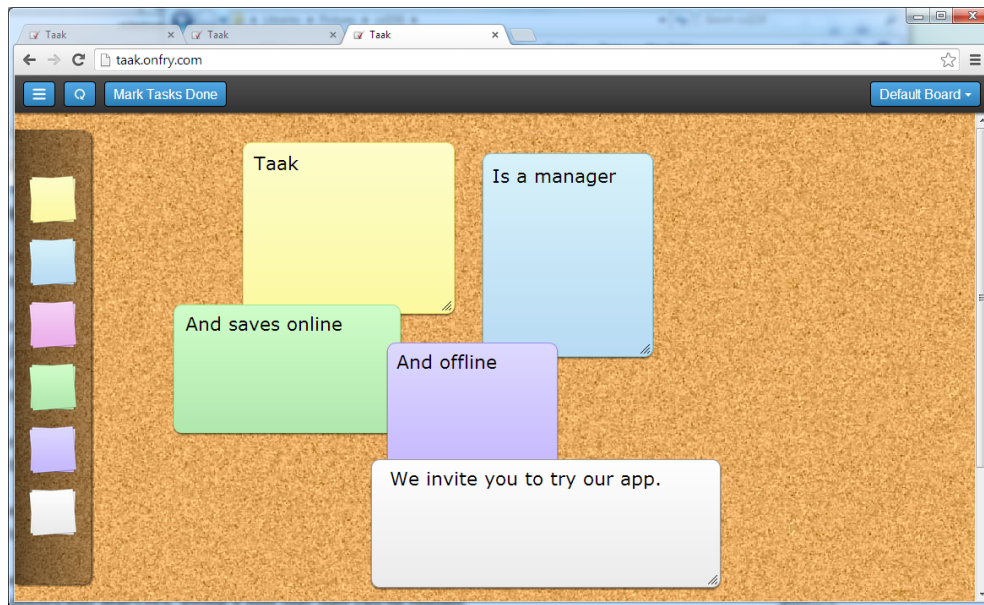 Taak
Taak
Taak
taak.onfry.com
Mark Tasks Done
Default Board
Taak
Is a manager
And saves online
And offline
We invite you to try our app.